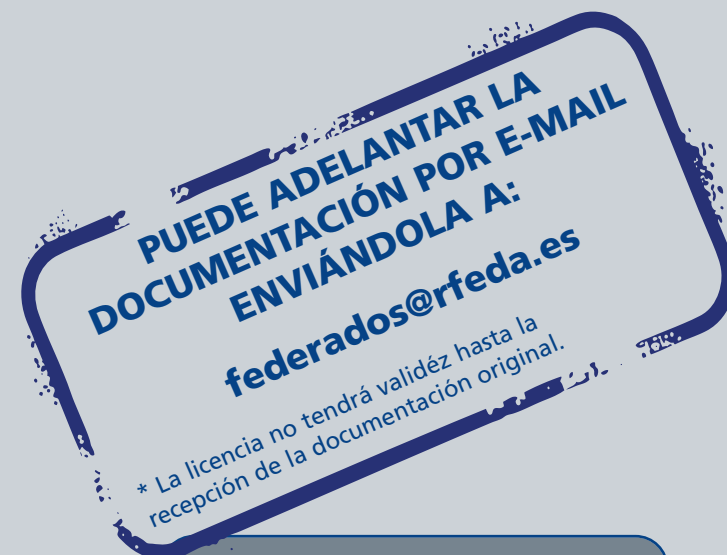 PUEDE ADELANTAR LA
DOCUMENTACIÓN POR E-MAIL
ENVIÁNDOLA A:
federados@rfeda.es
* La licencia no tendrá validéz hasta la
recepción de la documentación original.